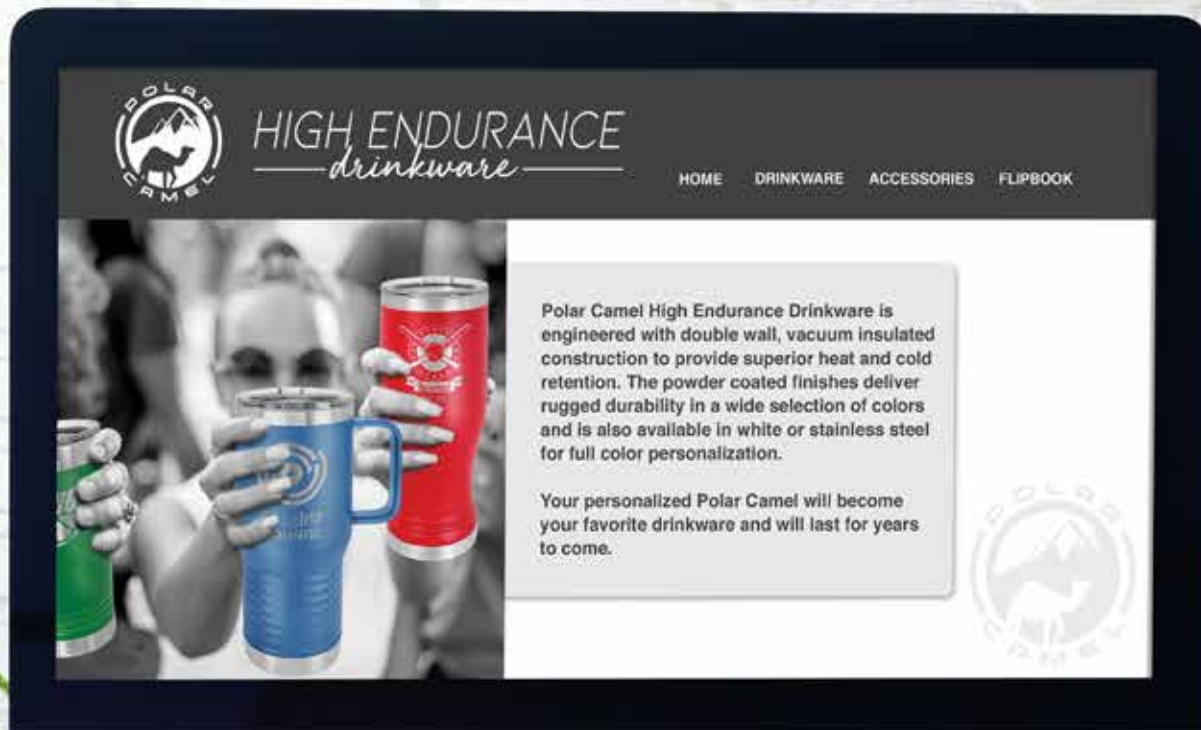 POLAR
CAMEL
HIGH ENDURANCE
drinkware
HOME DRINKWARE ACCESSORIES FLIPBOOK
Polar Camel High Endurance Drinkware is
engineered with double wall, vacuum insulated
construction to provide superior heat and cold
retention. The powder coated finishes deliver
rugged durability in a wide selection of colors
and is also available in white or stainless steel
for full color personalization.
Your personalized Polar Camel will become
your favorite drinkware and will last for years
to come.
POLAR
CAMEL